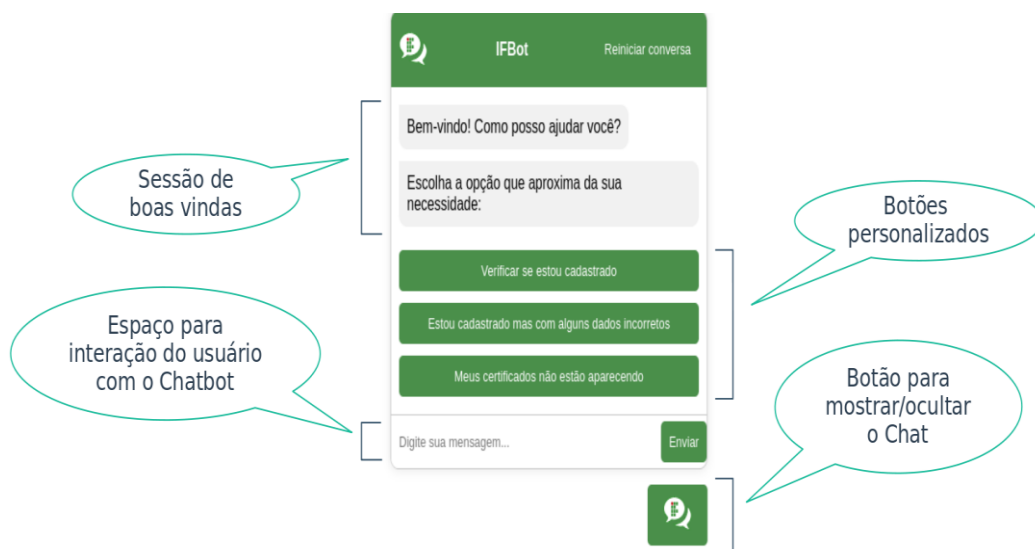 IFBot
Reiniciar conversa
Bem-vindo! Como posso ajudar você?
Escolha a opção que aproxima da sua
necessidade:
Sessão de
boas vindas
Botões
personalizados
Verificar se estou cadastrado
Estou cadastrado mas com alguns dados incorretos
Meus certificados não estão aparecendo
Espaço para
interação do usuário
com o Chatbot
Botão para
mostrar/ocultar
o Chat
Digite sua mensagem...
Enviar